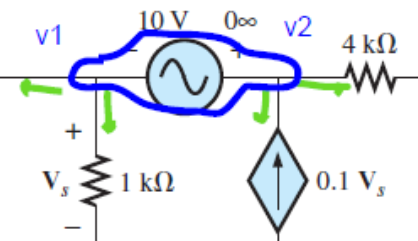 v1
10 V 0∞
v2
4 kΩ
− +
+
V_s 1 kΩ
0.1 V_s
−